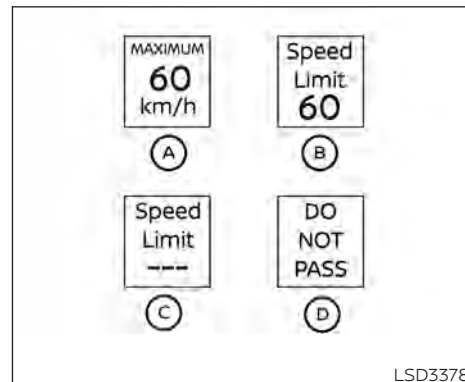 MAXIMUM
60
km/h
A
Speed
Limit
60
B
Speed
Limit
---
C
DO
NOT
PASS
D
LSD3378